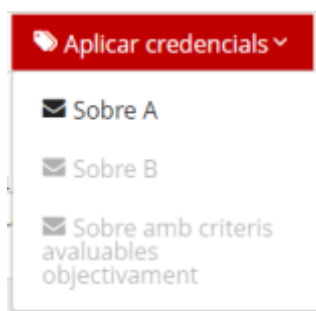 Aplicar credencials
Sobre A
Sobre B
Sobre amb criteris
avaluables
objectivament